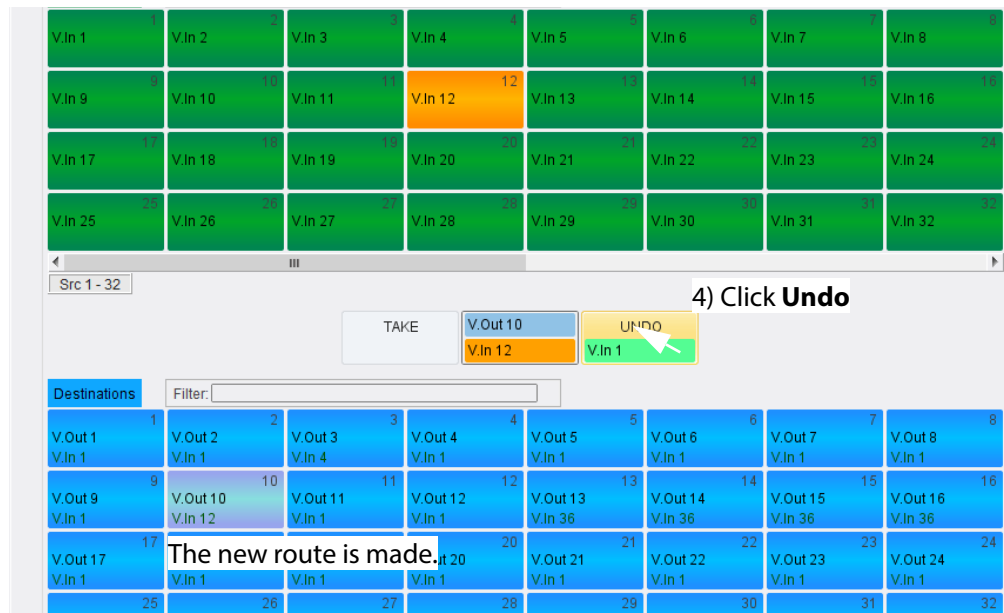 1 2 3 4 5 6 7 8
V.In 1 V.In 2 V.In 3 V.In 4 V.In 5 V.In 6 V.In 7 V.In 8
9 10 11 12 13 14 15 16
V.In 9 V.In 10 V.In 11 V.In 12 V.In 13 V.In 14 V.In 15 V.In 16
17 18 19 20 21 22 23 24
V.In 17 V.In 18 V.In 19 V.In 20 V.In 21 V.In 22 V.In 23 V.In 24
25 26 27 28 29 30 31 32
V.In 25 V.In 26 V.In 27 V.In 28 V.In 29 V.In 30 V.In 31 V.In 32
Src 1 - 32
4) Click Undo
TAKE V.Out 10 UNDO
V.In 12 V.In 1
Destinations Filter:
1 2 3 4 5 6 7 8
V.Out 1 V.Out 2 V.Out 3 V.Out 4 V.Out 5 V.Out 6 V.Out 7 V.Out 8
V.In 1 V.In 1 V.In 4 V.In 1 V.In 1 V.In 1 V.In 1 V.In 1
9 10 11 12 13 14 15 16
V.Out 9 V.Out 10 V.Out 11 V.Out 12 V.Out 13 V.Out 14 V.Out 15 V.Out 16
V.In 1 V.In 12 V.In 1 V.In 1 V.In 36 V.In 36 V.In 36 V.In 36
17 20 21 22 23 24
V.Out 17 The new route is made. ut 20 V.Out 21 V.Out 22 V.Out 23 V.Out 24
V.In 1 V.In 1 V.In 1 V.In 1 V.In 1 V.In 1 V.In 1 V.In 1
25 26 27 28 29 30 31 32